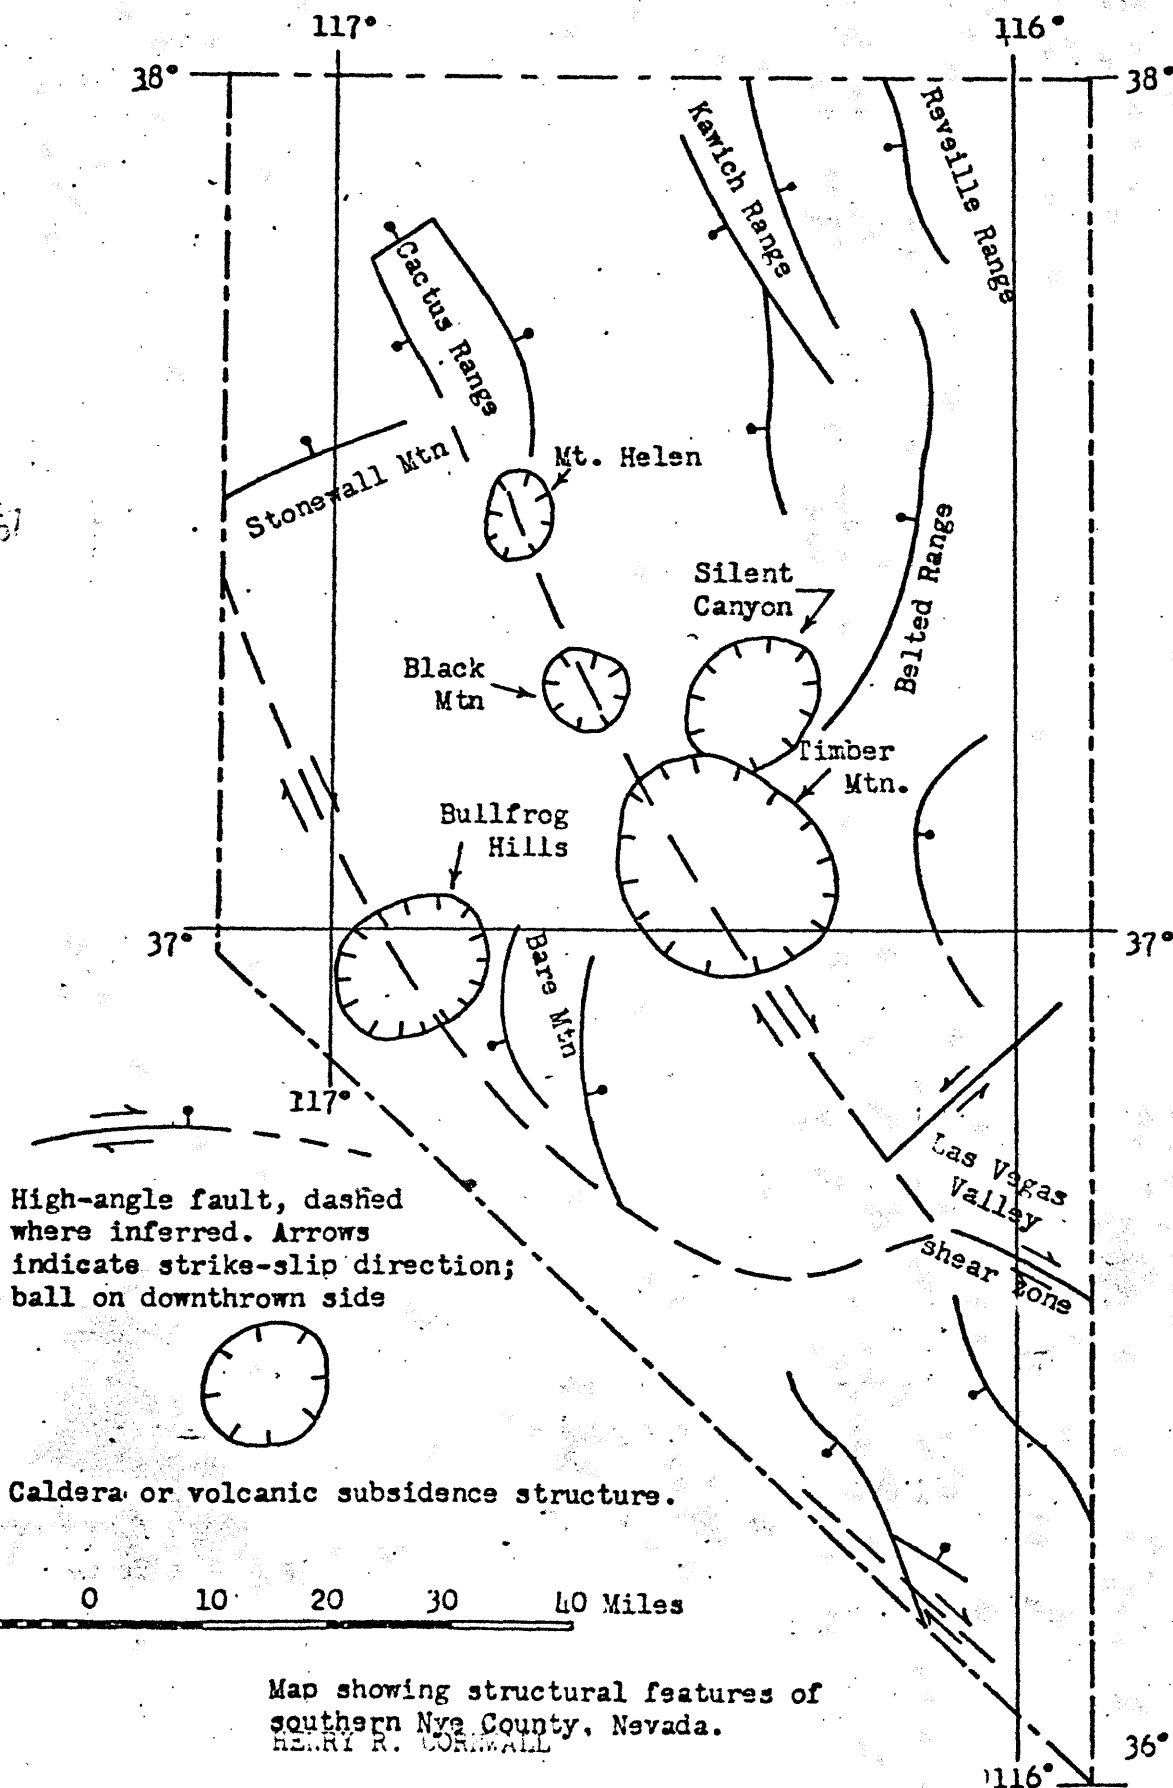 117°
116°
38°
38°
Kawich Range
Reveille Range
Cactus Range
Stonewall Mtn
Mt. Helen
Silent
Canyon
Belted Range
Black
Mtn
Timber
Mtn.
Bullfrog
Hills
37°
37°
Bare Mtn
117°
Las Vegas
Valley
shear zone
High-angle fault, dashed
where inferred. Arrows
indicate strike-slip direction;
ball on downthrown side
Caldera or volcanic subsidence structure.
0 10 20 30 40 Miles
Map showing structural features of
southern Nye County, Nevada.
HENRY R. CORNWALL
36°
116°